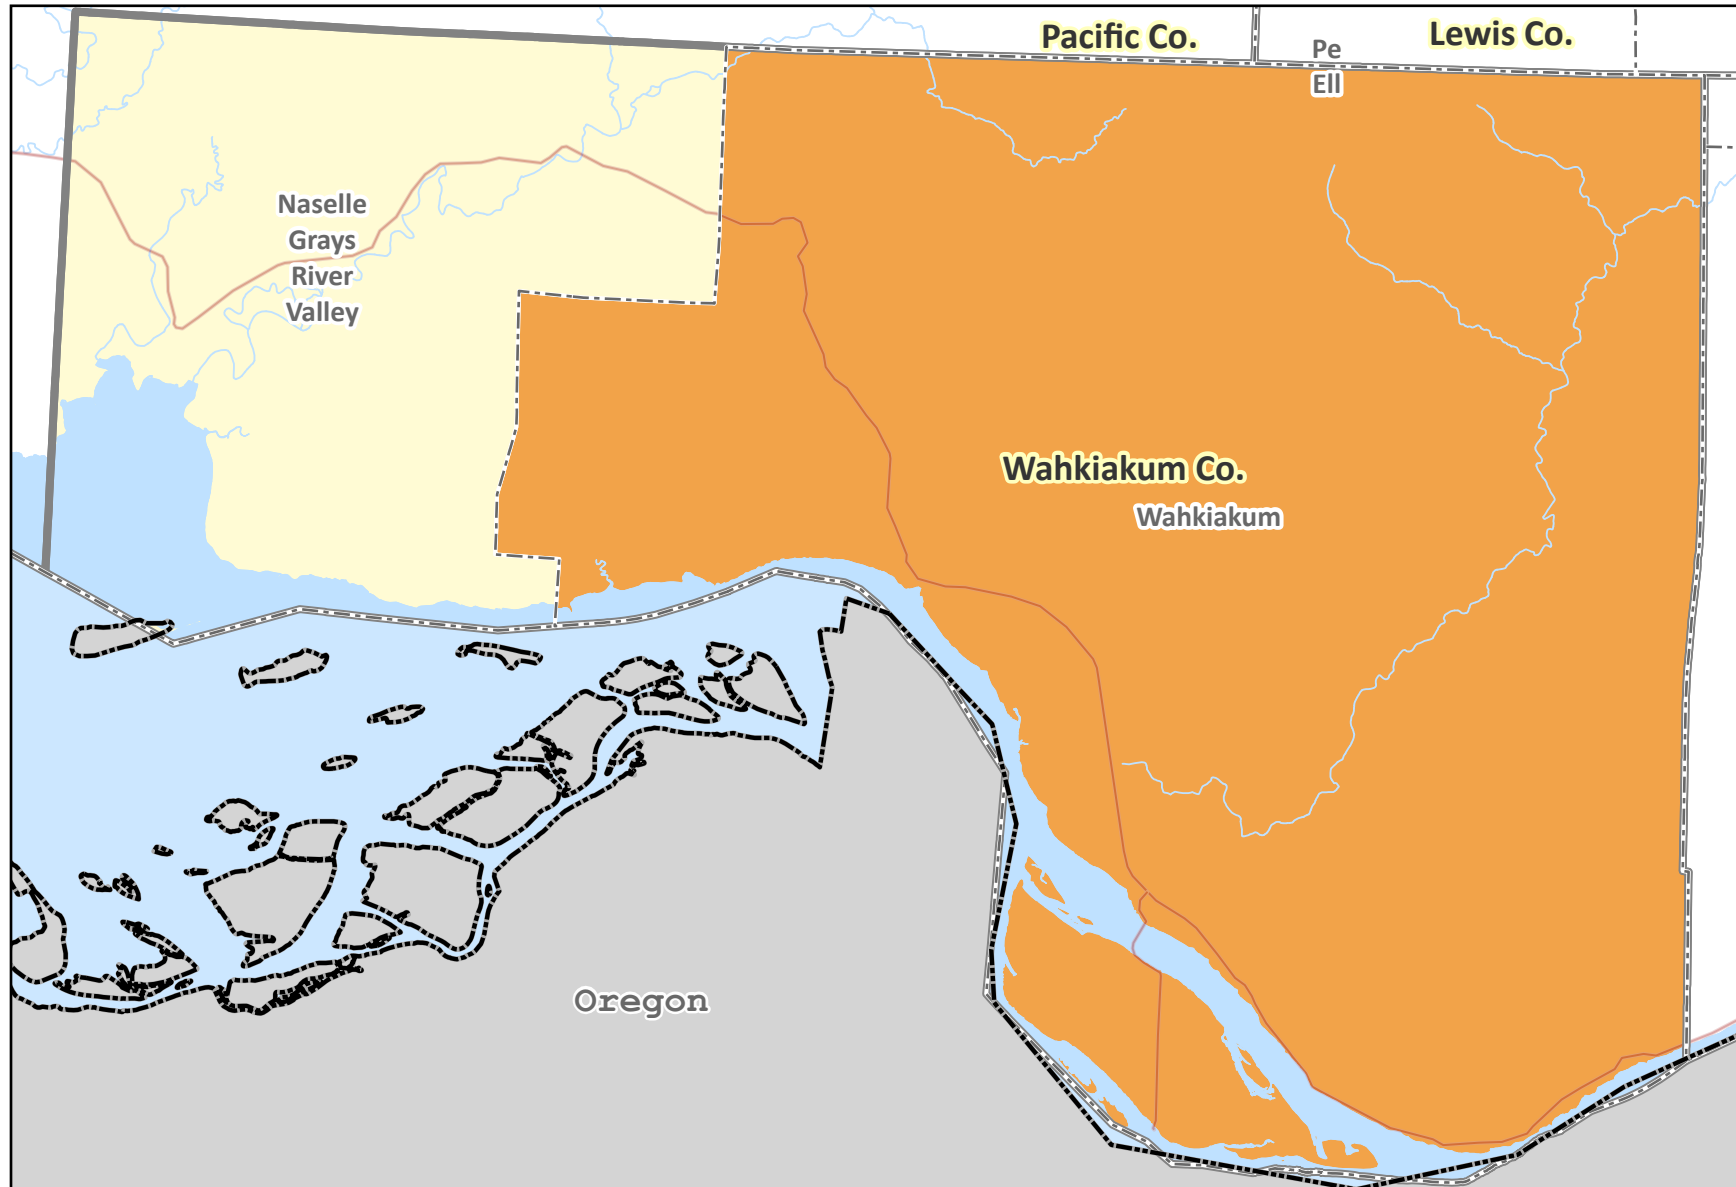 Pacific Co.
Lewis Co.
Pe
Ell
Naselle
Grays
River
Valley
Wahkiakum Co.
Wahkiakum
Oregon